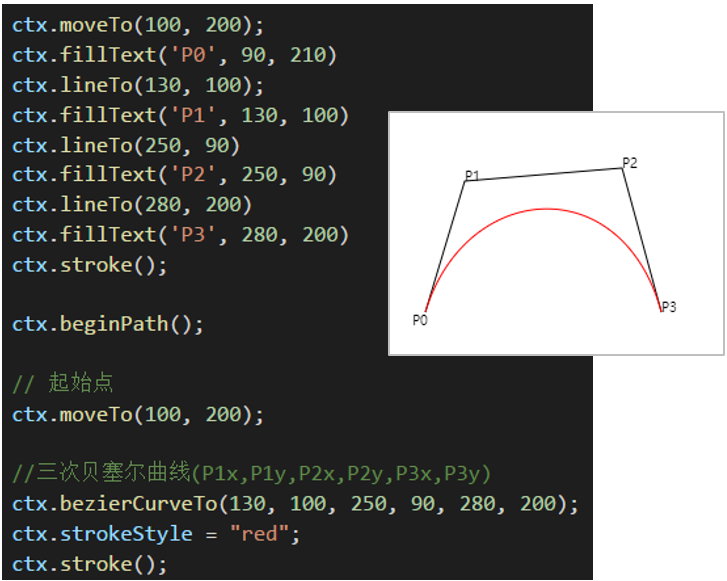 ctx.moveTo(100, 200);
ctx.fillText('P0', 90, 210)
ctx.lineTo(130, 100);
ctx.fillText('P1', 130, 100)
ctx.lineTo(250, 90)
ctx.fillText('P2', 250, 90)
ctx.lineTo(280, 200)
ctx.fillText('P3', 280, 200)
ctx.stroke();
ctx.beginPath();
// 起始点
ctx.moveTo(100, 200);
//三次贝塞尔曲线(P1x,P1y,P2x,P2y,P3x,P3y)
ctx.bezierCurveTo(130, 100, 250, 90, 280, 200);
ctx.strokeStyle = "red";
ctx.stroke();
P1
P2
P0
P3